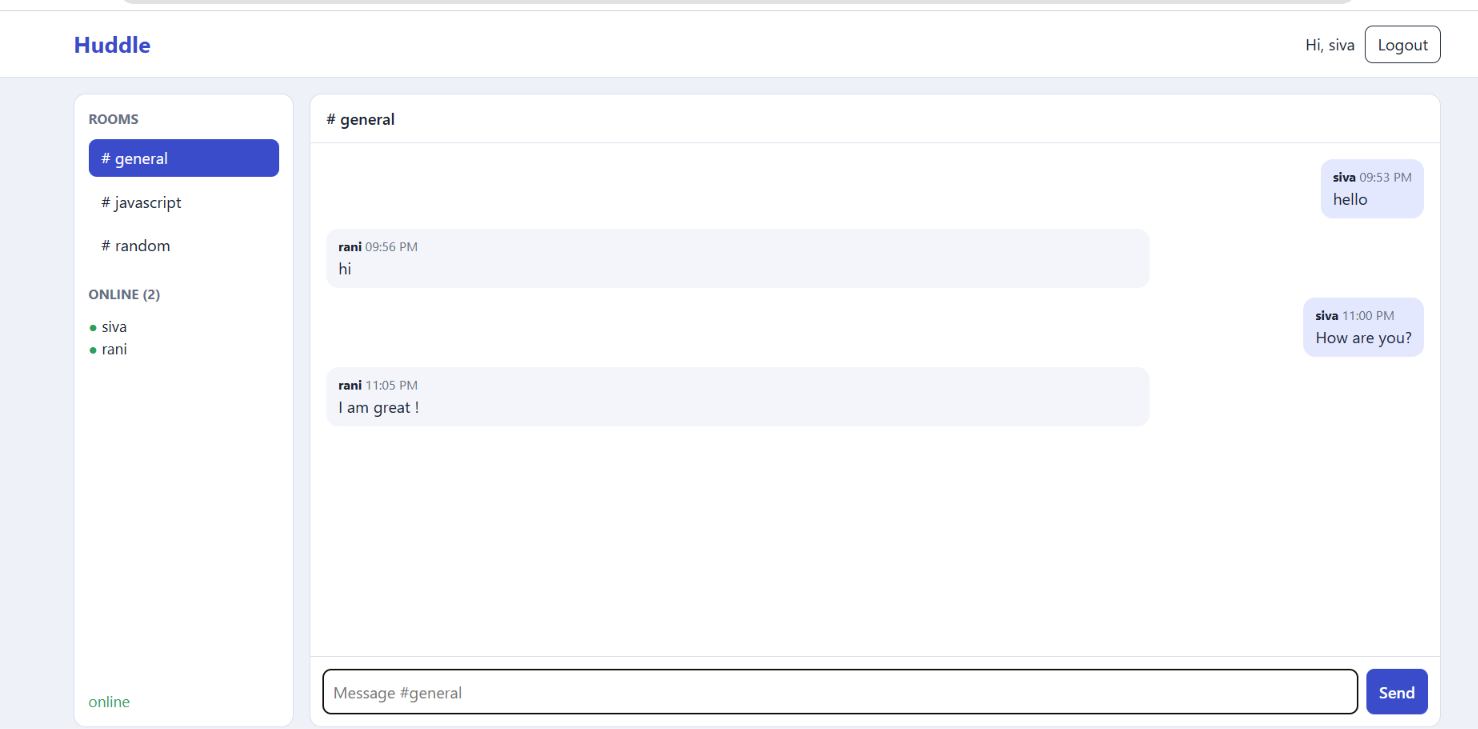 Huddle
Hi, siva
Logout
ROOMS
# general
# javascript
# random
ONLINE (2)
siva
rani
online
# general
siva 09:53 PM
hello
rani 09:56 PM
hi
siva 11:00 PM
How are you?
rani 11:05 PM
I am great !
Message #general
Send